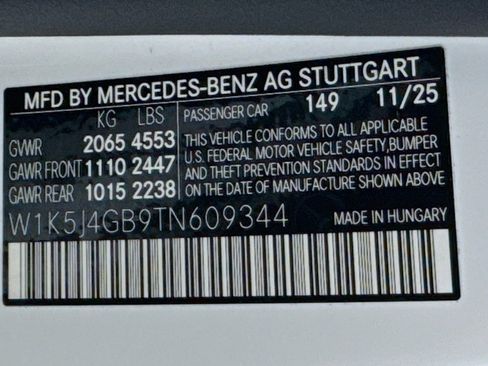 MFD BY MERCEDES-BENZ AG STUTTGART
KG LBS PASSENGER CAR 149 11/25
GVWR 2065 4553
GAWR FRONT 1110 2447
GAWR REAR 1015 2238
THIS VEHICLE CONFORMS TO ALL APPLICABLE
U.S. FEDERAL MOTOR VEHICLE SAFETY, BUMPER
AND THEFT PREVENTION STANDARDS IN EFFECT
ON THE DATE OF MANUFACTURE SHOWN ABOVE
W1K5J4GB9TN609344 MADE IN HUNGARY